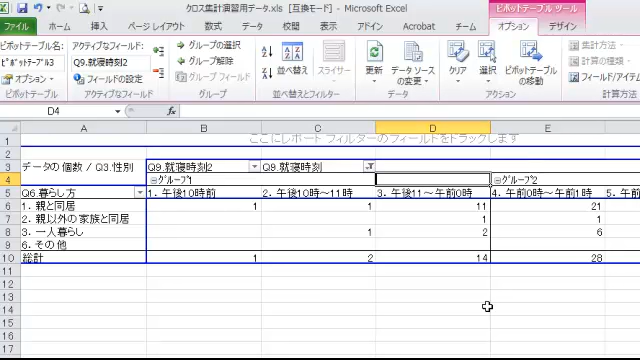 クロス集計演習用データ.xls [互換モード] - Microsoft Excel
ピボットテーブル ツール
ファイル ホーム 挿入 ページ レイアウト 数式 データ 校閲 表示 アドイン Acrobat チーム オプション デザイン
ピボットテーブル名: アクティブなフィールド: グループの選択
ピボットテーブル3 Q9.就寝時刻2 グループ解除
オプション フィールドの設定 グループ フィールド 並べ替え スライサー 更新 データ ソースの変更 クリア 選択 ピボットテーブルの移動 集計方法 計算の種類 フィールド/アイテム
ピボットテーブル アクティブなフィールド グループ 並べ替えとフィルター データ アクション 計算方法
D4 fx
A B C D E
1 ここにレポート フィルターのフィールドをドラッグします
2
3 データの個数 / Q3.性別 Q9.就寝時刻2 Q9.就寝時刻
4 グループ1 グループ2
5 Q6.暮らし方 1. 午後10時前 2. 午後10時～11時 3. 午後11～午前0時 4. 午前0時～午前1時 5. 午前
6 1. 親と同居 1 1 11 21
7 2. 親以外の家族と同居 1 1
8 3. 一人暮らし 1 2 6
9 6. その他
10 総計 1 2 14 28
11
12
13
14
15
16
17